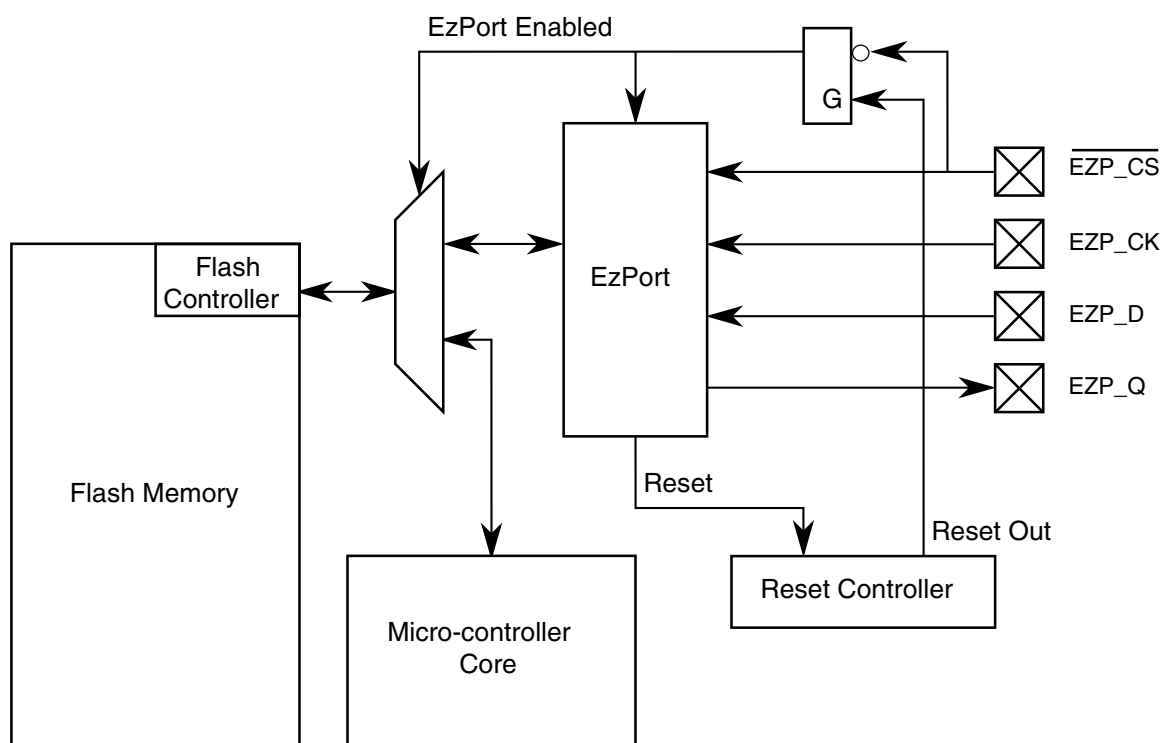 EzPort Enabled
G
EZP_CS
EZP_CK
EZP_D
EZP_Q
Flash
Controller
EzPort
Flash Memory
Reset
Reset Out
Reset Controller
Micro-controller
Core